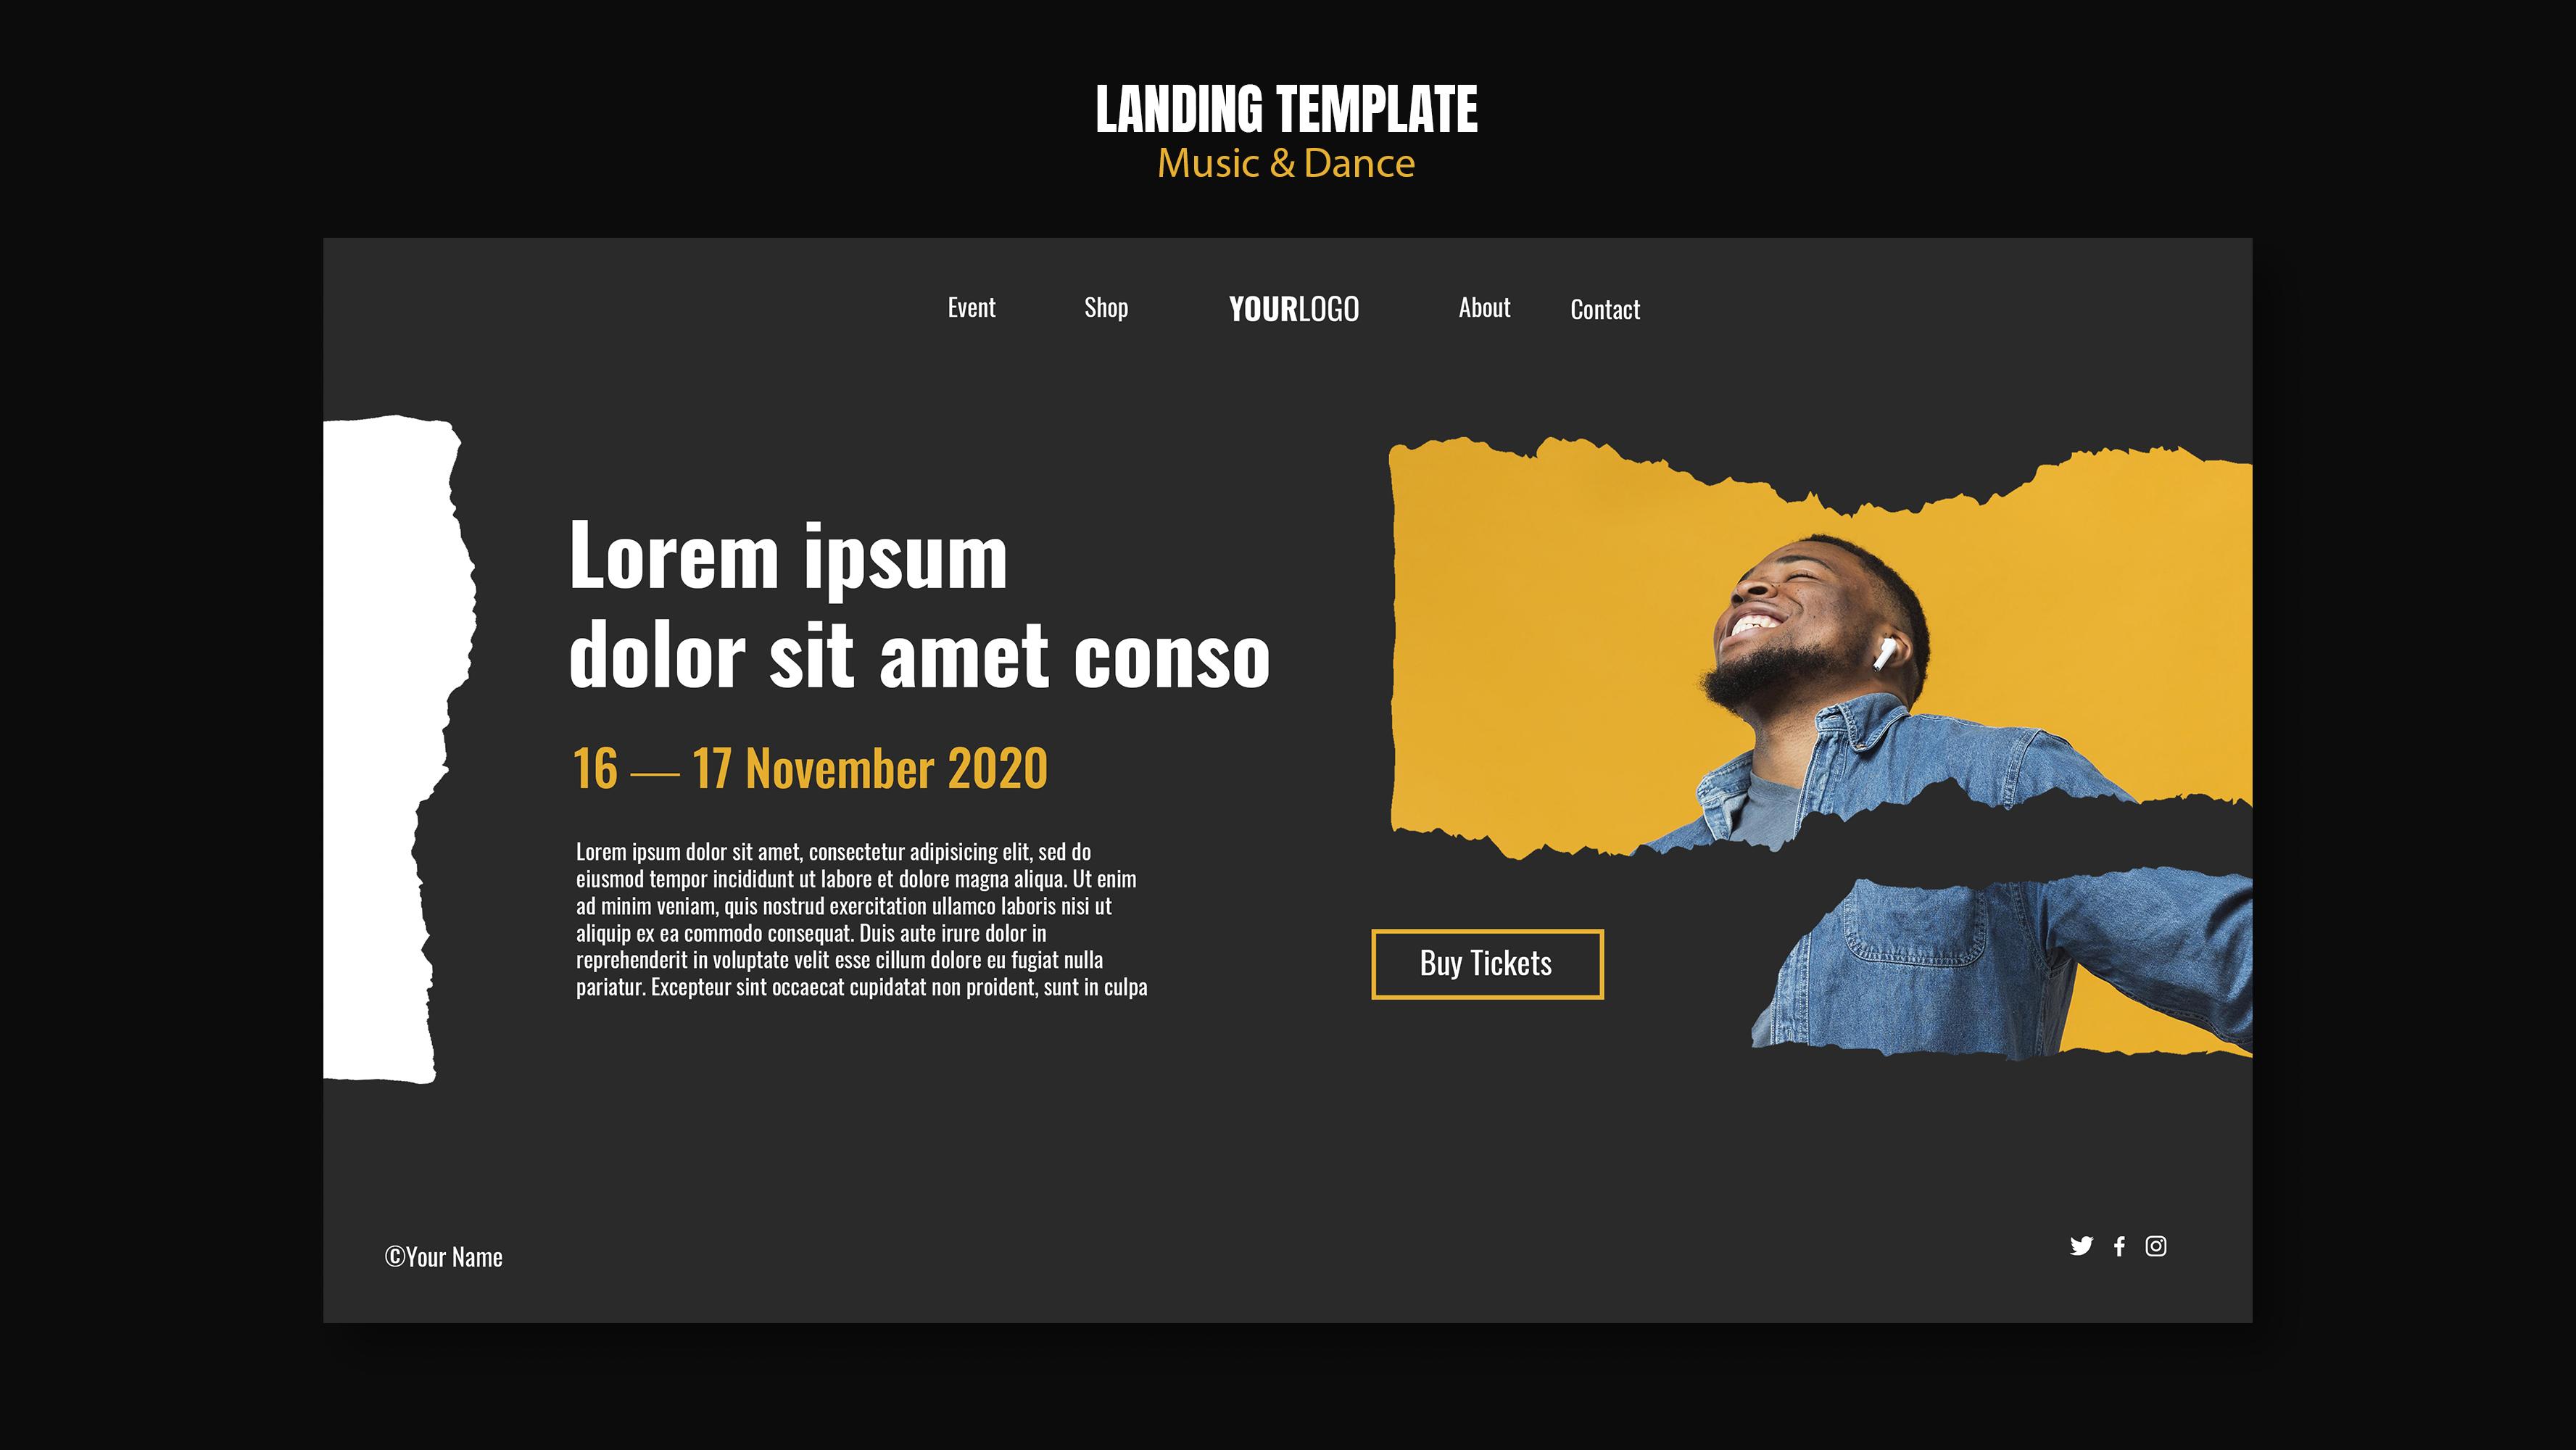 LANDING TEMPLATE
Music & Dance
Event Shop YOURLOGO About Contact
Lorem ipsum
dolor sit amet conso
16 — 17 November 2020
Lorem ipsum dolor sit amet, consectetur adipisicing elit, sed do
eiusmod tempor incididunt ut labore et dolore magna aliqua. Ut enim
ad minim veniam, quis nostrud exercitation ullamco laboris nisi ut
aliquip ex ea commodo consequat. Duis aute irure dolor in
reprehenderit in voluptate velit esse cillum dolore eu fugiat nulla
pariatur. Excepteur sint occaecat cupidatat non proident, sunt in culpa
Buy Tickets
©Your Name